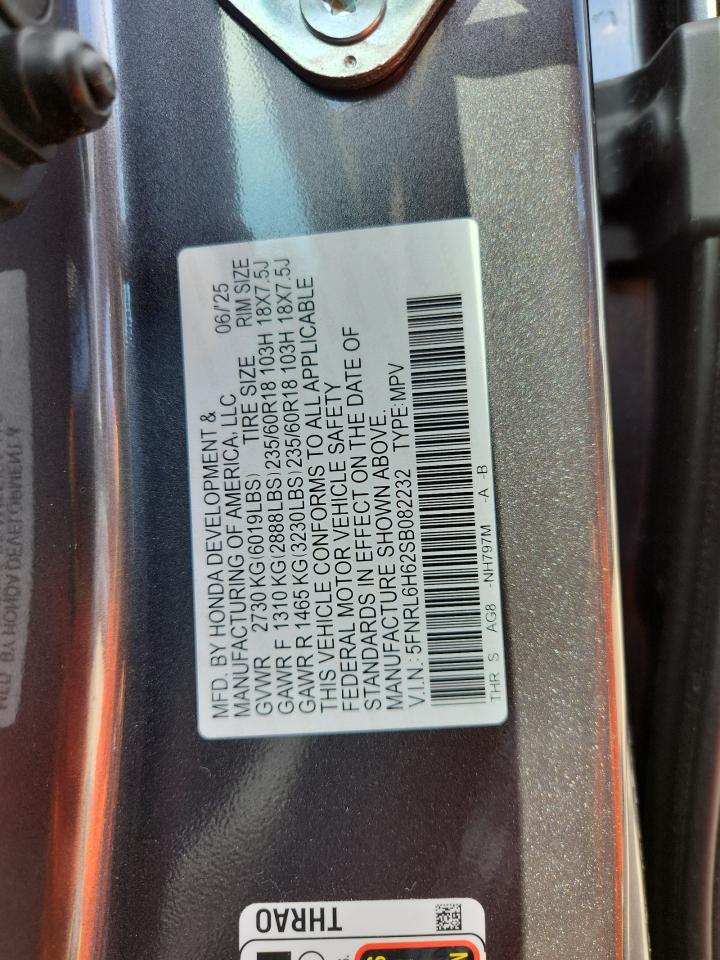 MFD. BY HONDA DEVELOPMENT &
MANUFACTURING OF AMERICA, LLC 06/'25
GVWR 2730 KG(6019LBS) TIRE SIZE RIM SIZE
GAWR F 1310 KG(2888LBS)235/60R18 103H 18X7.5J
GAWR R 1465 KG(3230LBS)235/60R18 103H 18X7.5J
THIS VEHICLE CONFORMS TO ALL APPLICABLE
FEDERAL MOTOR VEHICLE SAFETY
STANDARDS IN EFFECT ON THE DATE OF
MANUFACTURE SHOWN ABOVE.
V.I.N.: 5FNRL6H62SB082232 TYPE:MPV
THR S AG8 -NH797M -A -B
THRA0